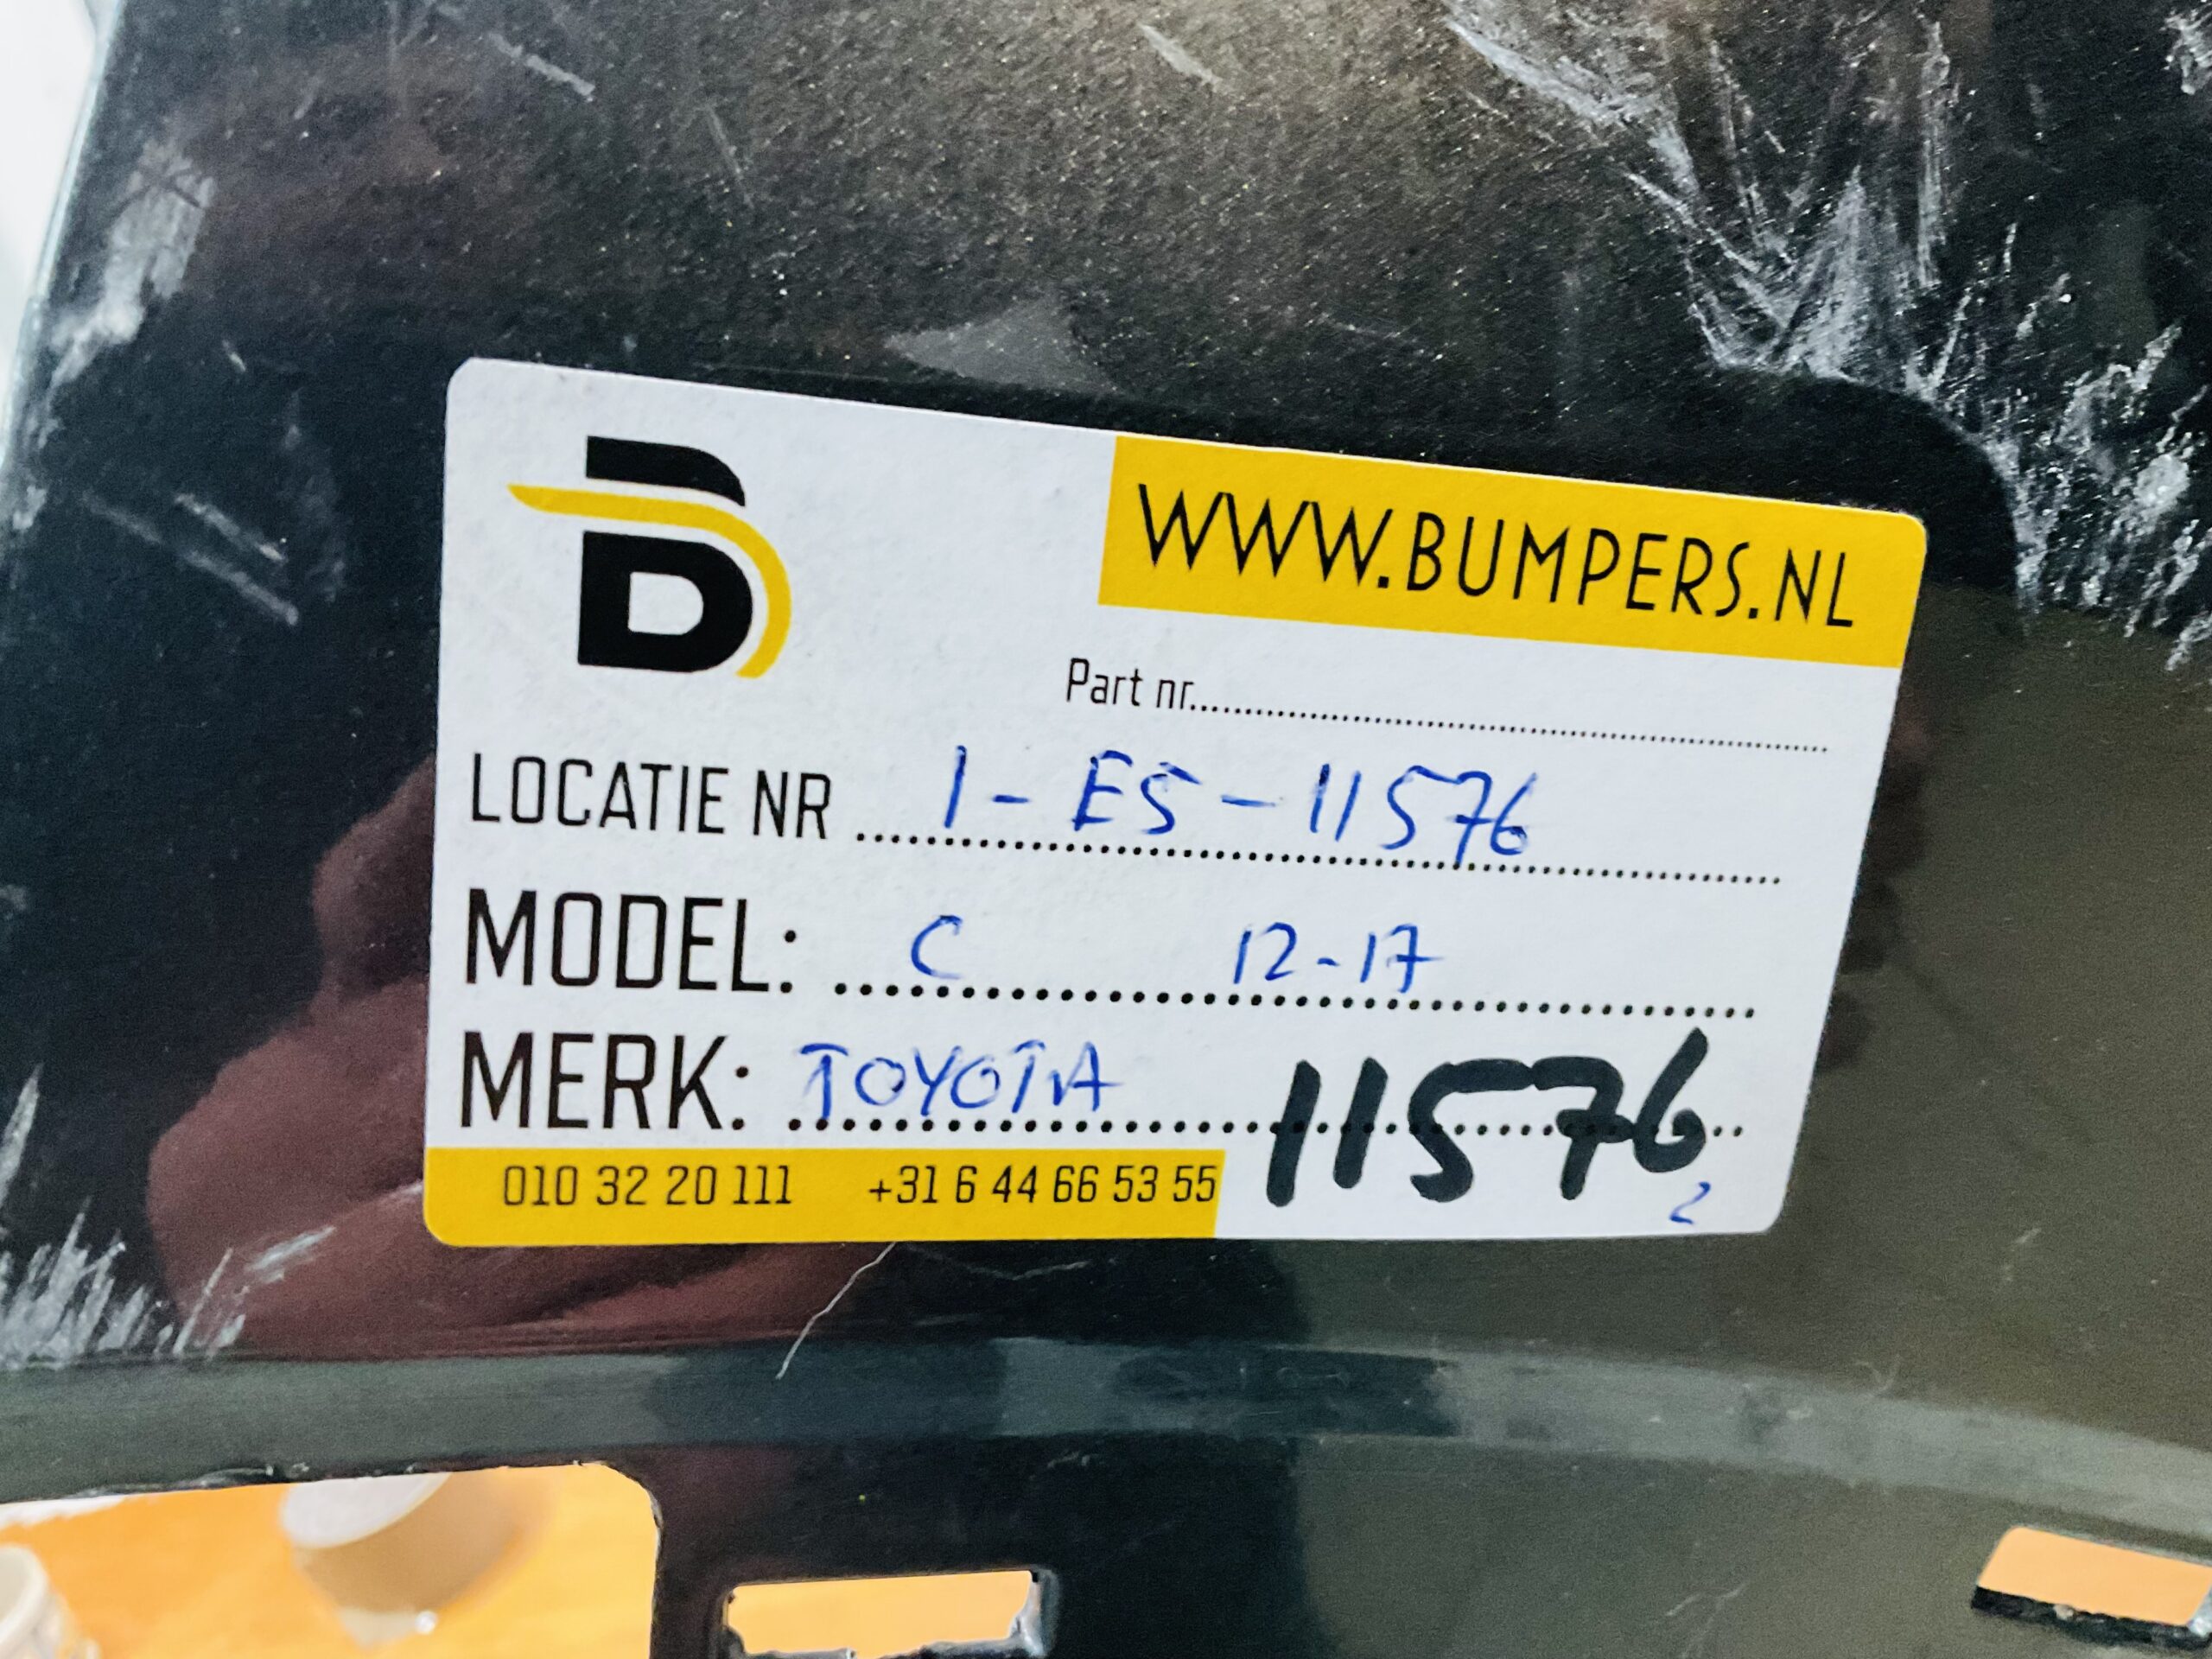 B
WWW.BUMPERS.NL
Part nr....................
LOCATIE NR .......... 1 - E5 - 11576
MODEL: .......... C 12-17
MERK: .......... TOYOTA
11576
2
010 32 20 111 +31 6 44 66 53 55